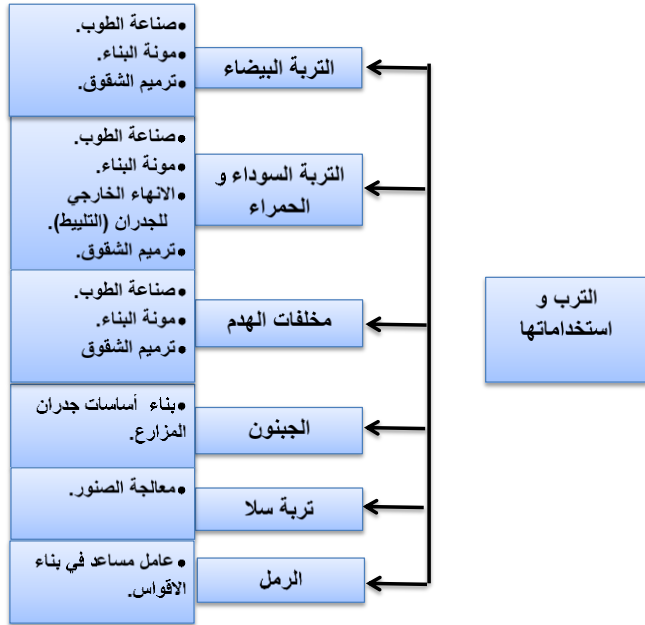 الترب و
استخداماتها
التربة البيضاء
•صناعة الطوب.
•مونة البناء.
•ترميم الشقوق.
التربة السوداء و
الحمراء
•صناعة الطوب.
•مونة البناء.
•الانهاء الخارجي
للجدران (التلييط).
•ترميم الشقوق.
مخلفات الهدم
•صناعة الطوب.
•مونة البناء.
•ترميم الشقوق
الجبنون
•بناء أساسات جدران
المزارع.
تربة سلا
•معالجة الصنور.
الرمل
•عامل مساعد في بناء
الاقواس.